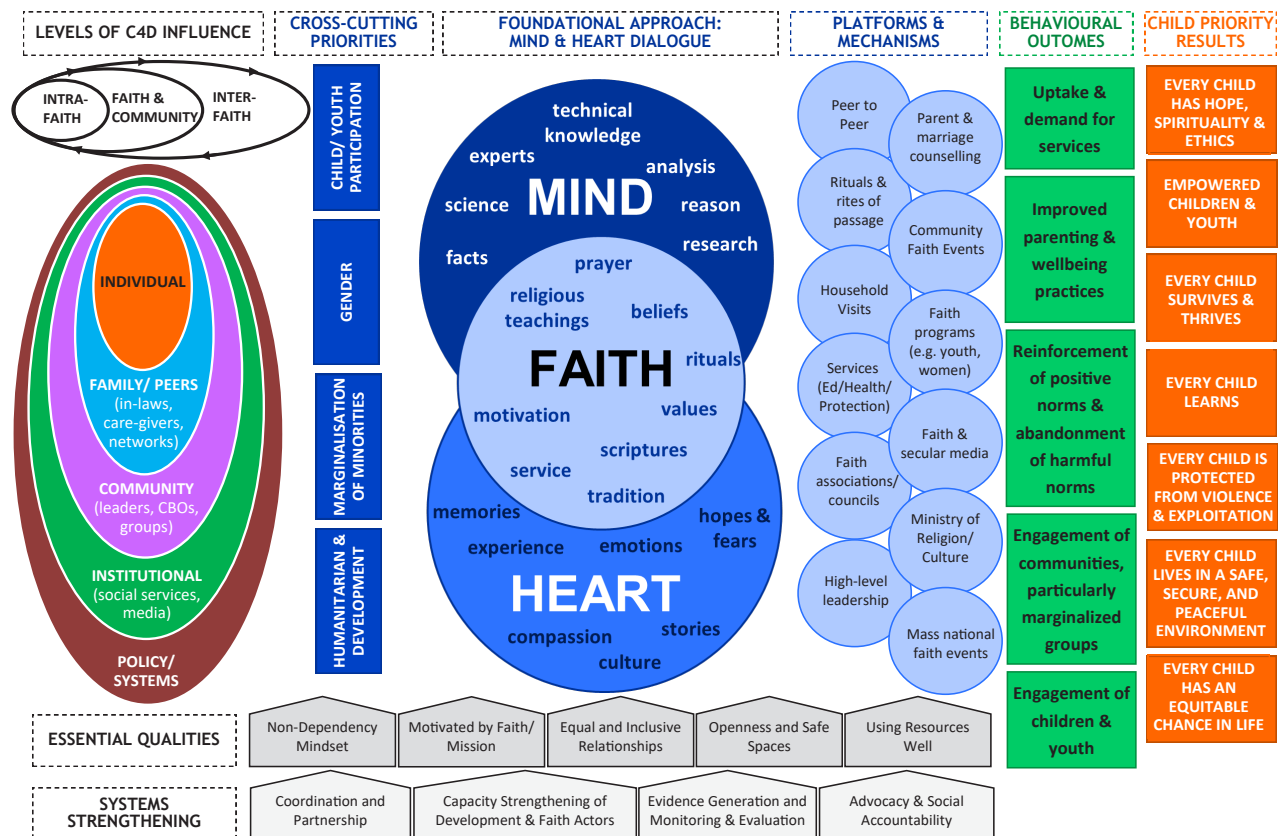 LEVELS OF C4D INFLUENCE
CROSS-CUTTING
PRIORITIES
FOUNDATIONAL APPROACH:
MIND & HEART DIALOGUE
PLATFORMS &
MECHANISMS
BEHAVIOURAL
OUTCOMES
CHILD PRIORITY
RESULTS
INTRA-
FAITH
FAITH &
COMMUNITY
INTER-
FAITH
INDIVIDUAL
FAMILY/ PEERS
(in-laws,
care-givers,
networks)
COMMUNITY
(leaders, CBOs,
groups)
INSTITUTIONAL
(social services,
media)
POLICY/
SYSTEMS
CHILD/ YOUTH
PARTICIPATION
GENDER
MARGINALISATION
OF MINORITIES
HUMANITARIAN &
DEVELOPMENT
technical
knowledge
experts
analysis
MIND
science
reason
research
facts
prayer
religious
teachings
beliefs
rituals
FAITH
motivation
values
scriptures
service
tradition
memories
hopes &
fears
experience
emotions
HEART
compassion
stories
culture
Peer to
Peer
Parent &
marriage
counselling
Rituals &
rites of
passage
Community
Faith Events
Household
Visits
Faith
programs
(e.g. youth,
women)
Services
(Ed/Health/
Protection)
Faith &
secular media
Faith
associations/
councils
Ministry of
Religion/
Culture
High-level
leadership
Mass national
faith events
Uptake &
demand for
services
Improved
parenting &
wellbeing
practices
Reinforcement
of positive
norms &
abandonment
of harmful
norms
Engagement of
communities,
particularly
marginalized
groups
Engagement of
children &
youth
EVERY CHILD
HAS HOPE,
SPIRITUALITY &
ETHICS
EMPOWERED
CHILDREN &
YOUTH
EVERY CHILD
SURVIVES &
THRIVES
EVERY CHILD
LEARNS
EVERY CHILD IS
PROTECTED
FROM VIOLENCE
& EXPLOITATION
EVERY CHILD
LIVES IN A SAFE,
SECURE, AND
PEACEFUL
ENVIRONMENT
EVERY CHILD
HAS AN
EQUITABLE
CHANCE IN LIFE
ESSENTIAL QUALITIES
Non-Dependency
Mindset
Motivated by Faith/
Mission
Equal and Inclusive
Relationships
Openness and Safe
Spaces
Using Resources
Well
SYSTEMS
STRENGTHENING
Coordination and
Partnership
Capacity Strengthening of
Development & Faith Actors
Evidence Generation and
Monitoring & Evaluation
Advocacy & Social
Accountability